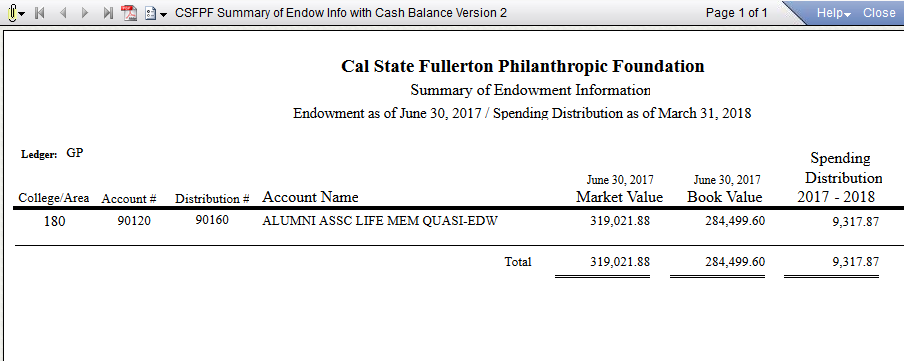 CSFPF Summary of Endow Info with Cash Balance Version 2 Page 1 of 1 Help Close
Cal State Fullerton Philanthropic Foundation
Summary of Endowment Information
Endowment as of June 30, 2017 / Spending Distribution as of March 31, 2018
Ledger: GP
Spending
June 30, 2017 June 30, 2017 Distribution
College/Area Account # Distribution # Account Name Market Value Book Value 2017 - 2018
180 90120 90160 ALUMNI ASSC LIFE MEM QUASI-EDW 319,021.88 284,499.60 9,317.87
Total 319,021.88 284,499.60 9,317.87